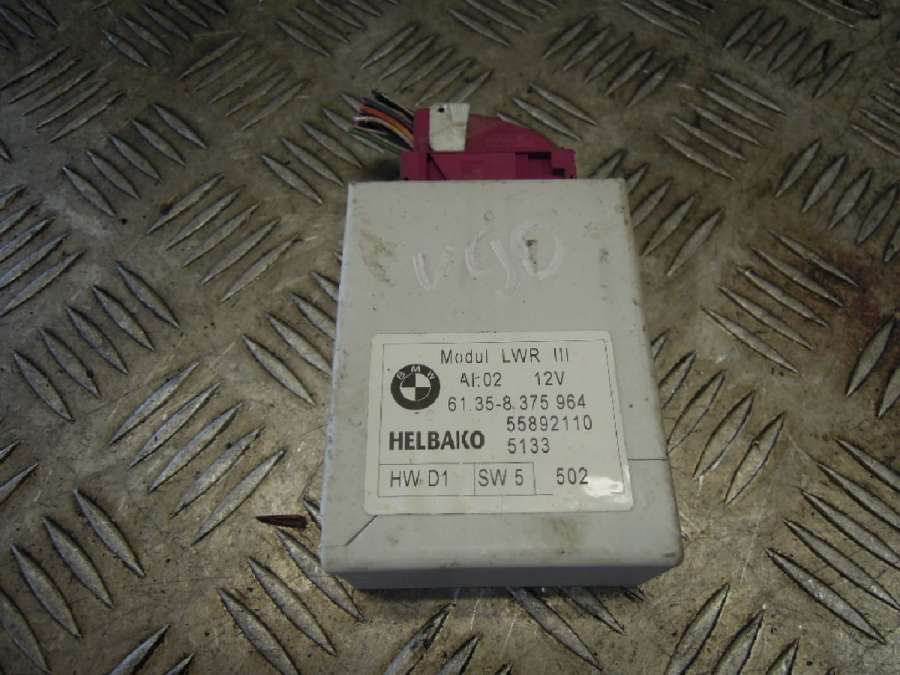 Modul LWR III
BMW
AI:02 12V
61.35-8.375 964
55892110
HELBAKO 5133
HW D1 SW 5 502